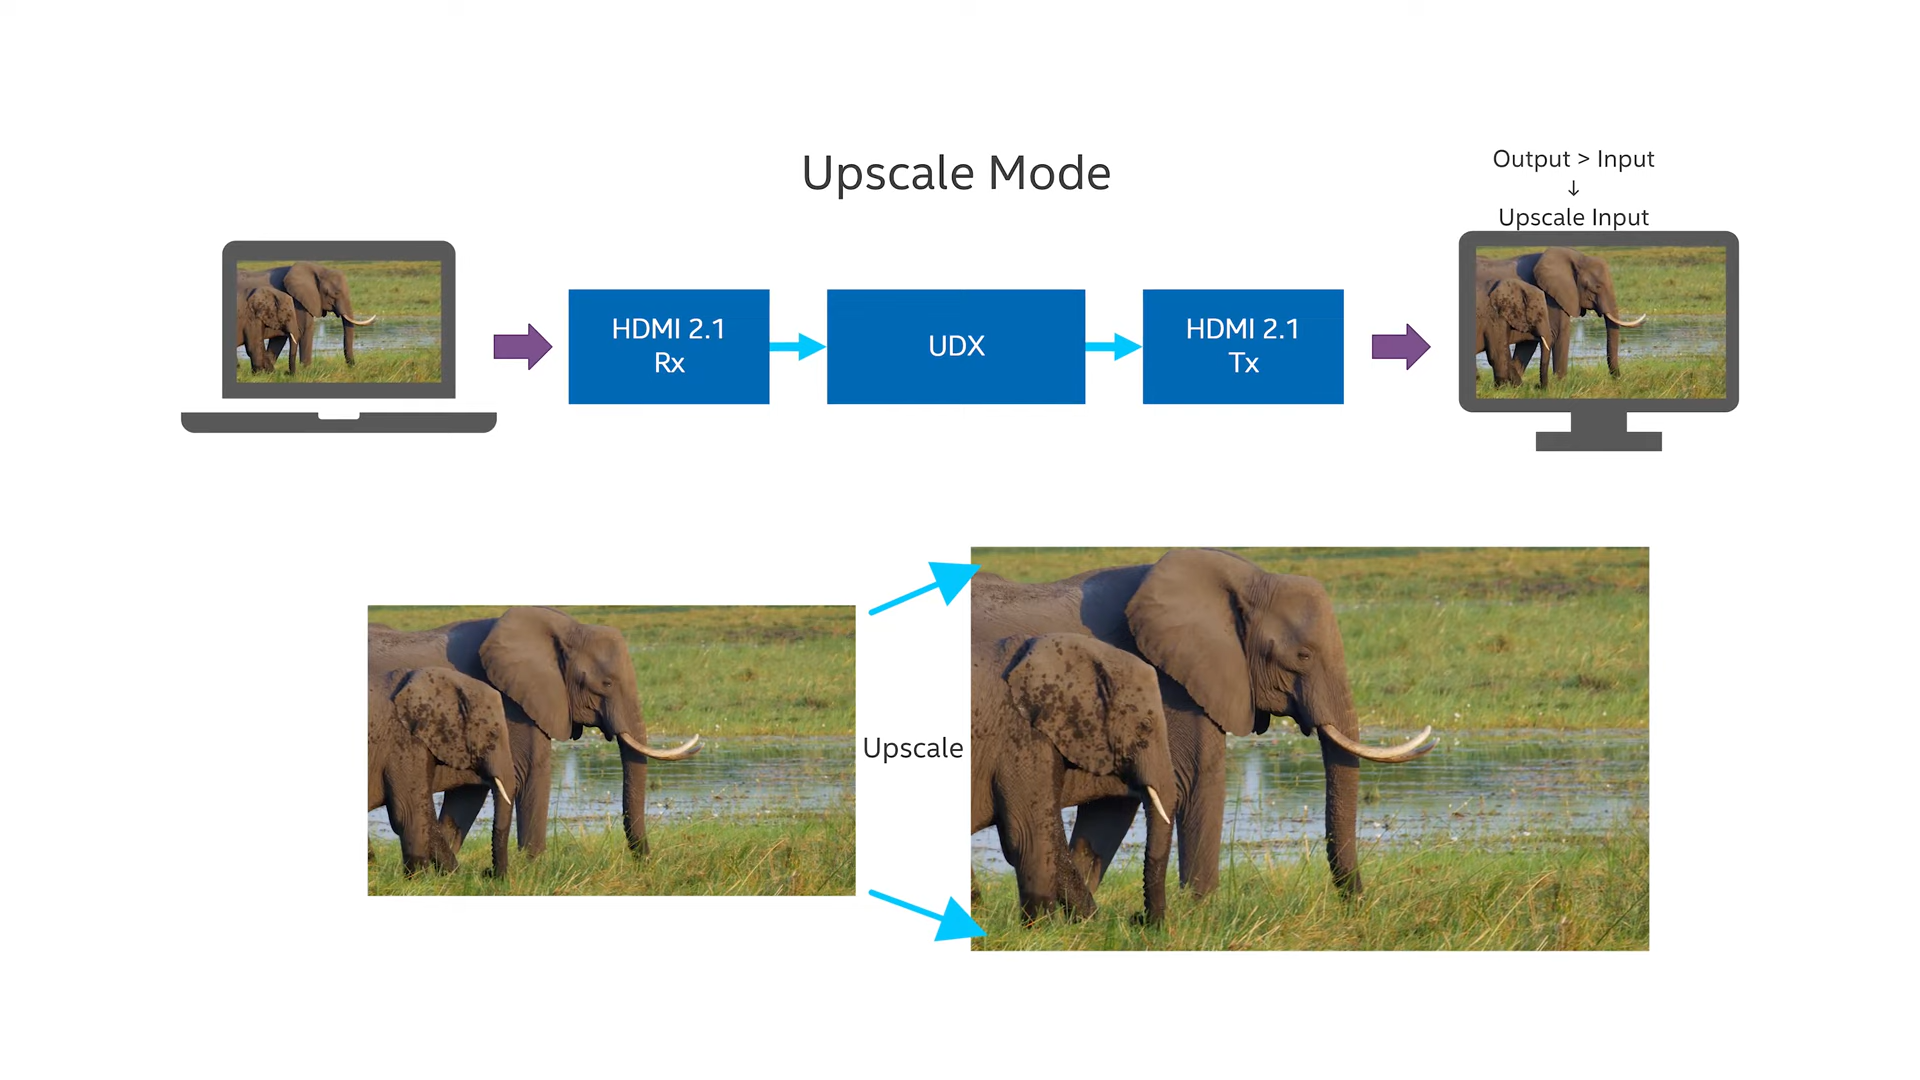 Upscale Mode
Output > Input
↓
Upscale Input
HDMI 2.1
Rx
UDX
HDMI 2.1
Tx
Upscale